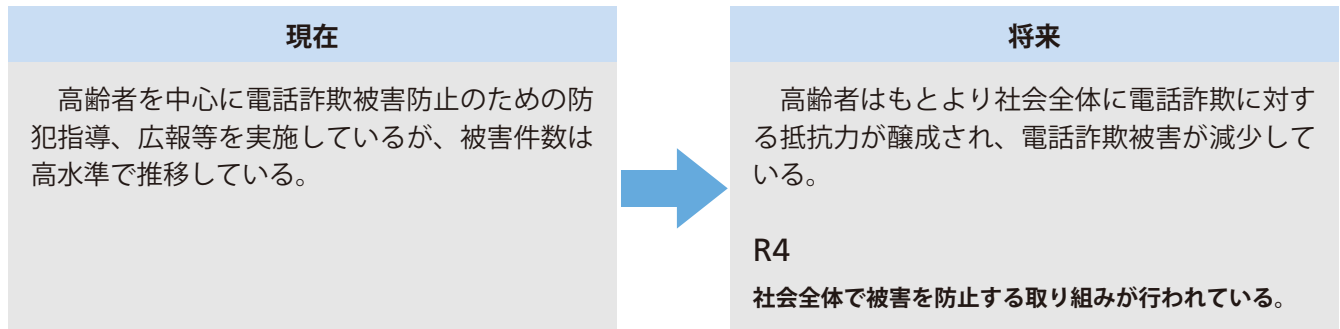 現在
高齢者を中心に電話詐欺被害防止のための防
犯指導、広報等を実施しているが、被害件数は
高水準で推移している。
将来
高齢者はもとより社会全体に電話詐欺に対す
る抵抗力が醸成され、電話詐欺被害が減少して
いる。
R4
社会全体で被害を防止する取り組みが行われている。